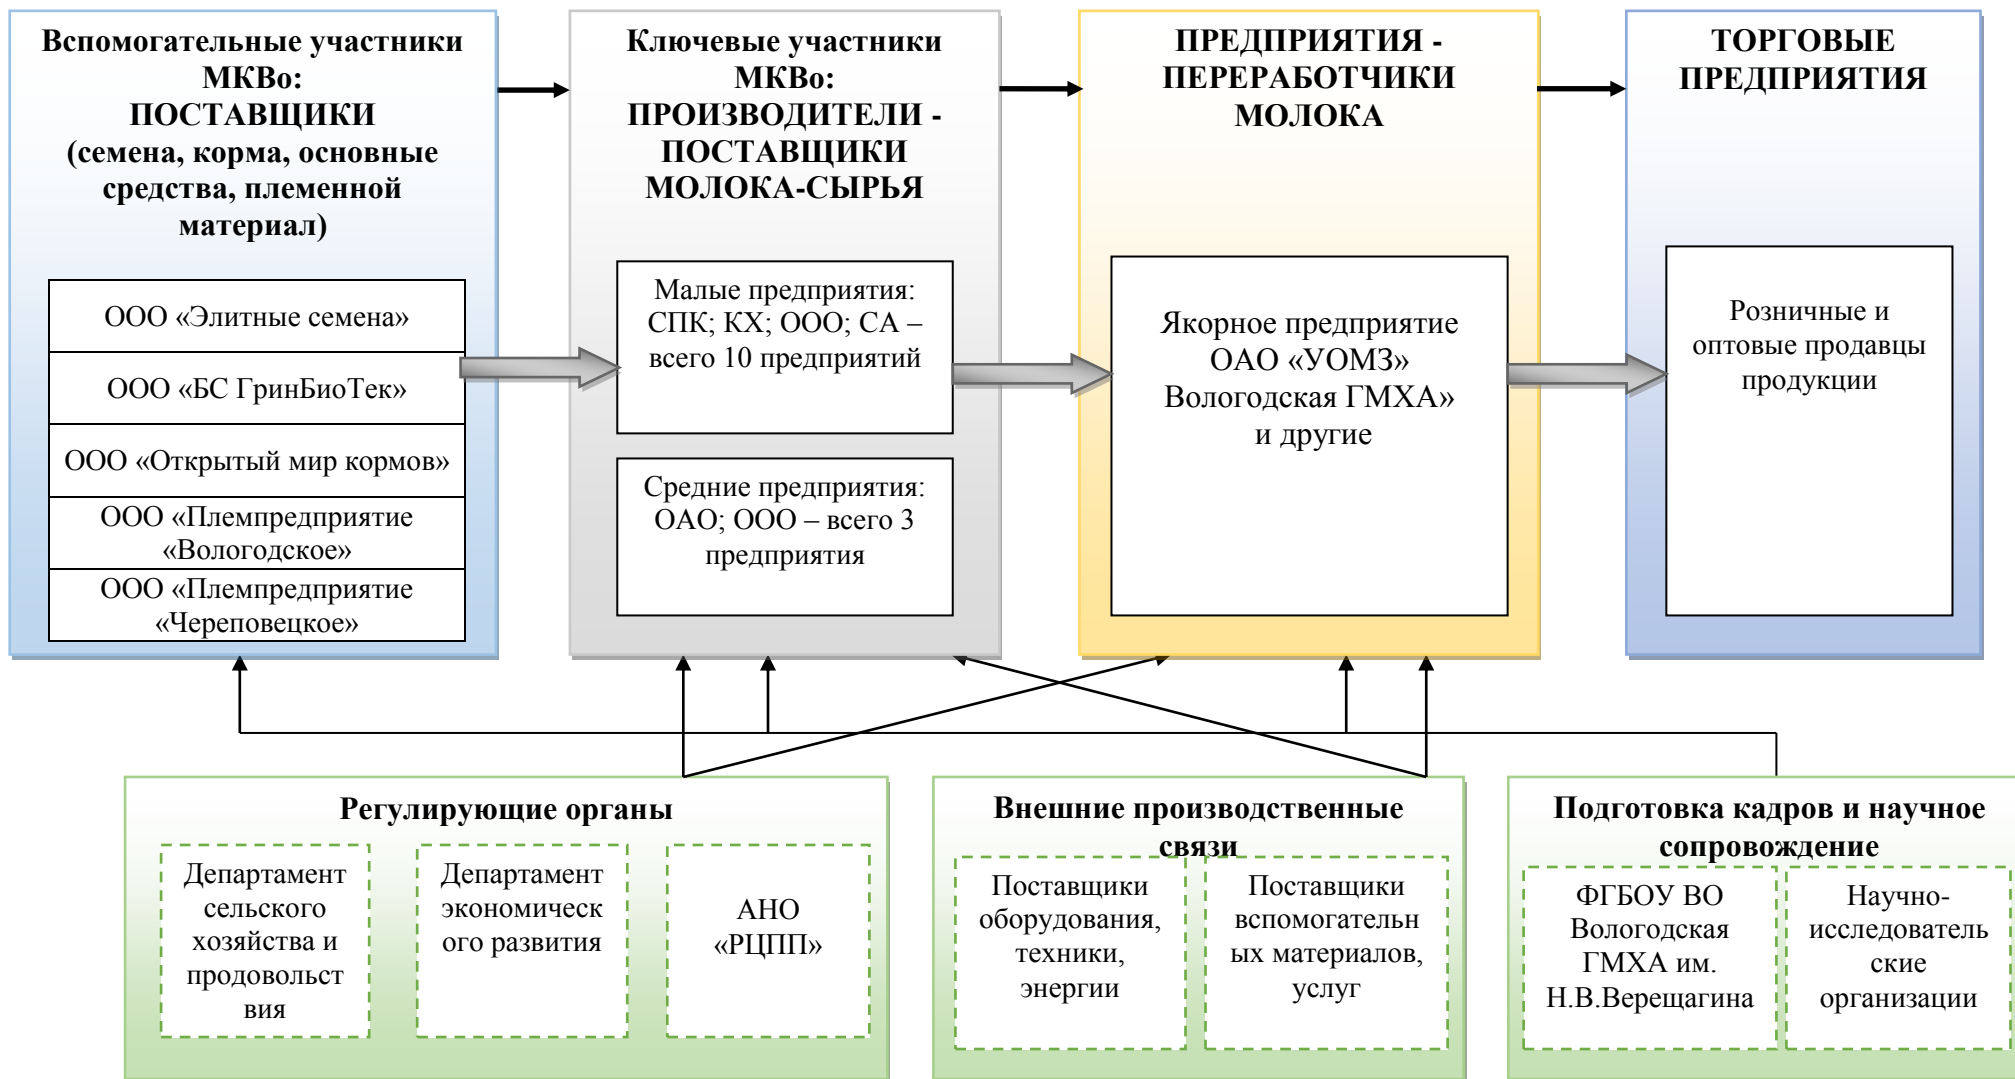 Вспомогательные участники
МКВо:
ПОСТАВЩИКИ
(семена, корма, основные
средства, племенной
материал)
ООО «Элитные семена»
ООО «БС ГринБиоТек»
ООО «Открытый мир кормов»
ООО «Племпредприятие
«Вологодское»
ООО «Племпредприятие
«Череповецкое»
Ключевые участники
МКВо:
ПРОИЗВОДИТЕЛИ -
ПОСТАВЩИКИ
МОЛОКА-СЫРЬЯ
Малые предприятия:
СПК; КХ; ООО; СА –
всего 10 предприятий
Средние предприятия:
ОАО; ООО – всего 3
предприятия
ПРЕДПРИЯТИЯ -
ПЕРЕРАБОТЧИКИ
МОЛОКА
Якорное предприятие
ОАО «УОМЗ»
Вологодская ГМХА»
и другие
ТОРГОВЫЕ
ПРЕДПРИЯТИЯ
Розничные и
оптовые продавцы
продукции
Регулирующие органы
Департамент
сельского
хозяйства и
продовольст
вия
Департамент
экономическ
ого развития
АНО
«РЦПП»
Внешние производственные
связи
Поставщики
оборудования,
техники,
энергии
Поставщики
вспомогательн
ых материалов,
услуг
Подготовка кадров и научное
сопровождение
ФГБОУ ВО
Вологодская
ГМХА им.
Н.В.Верещагина
Научно-
исследователь
ские
организации